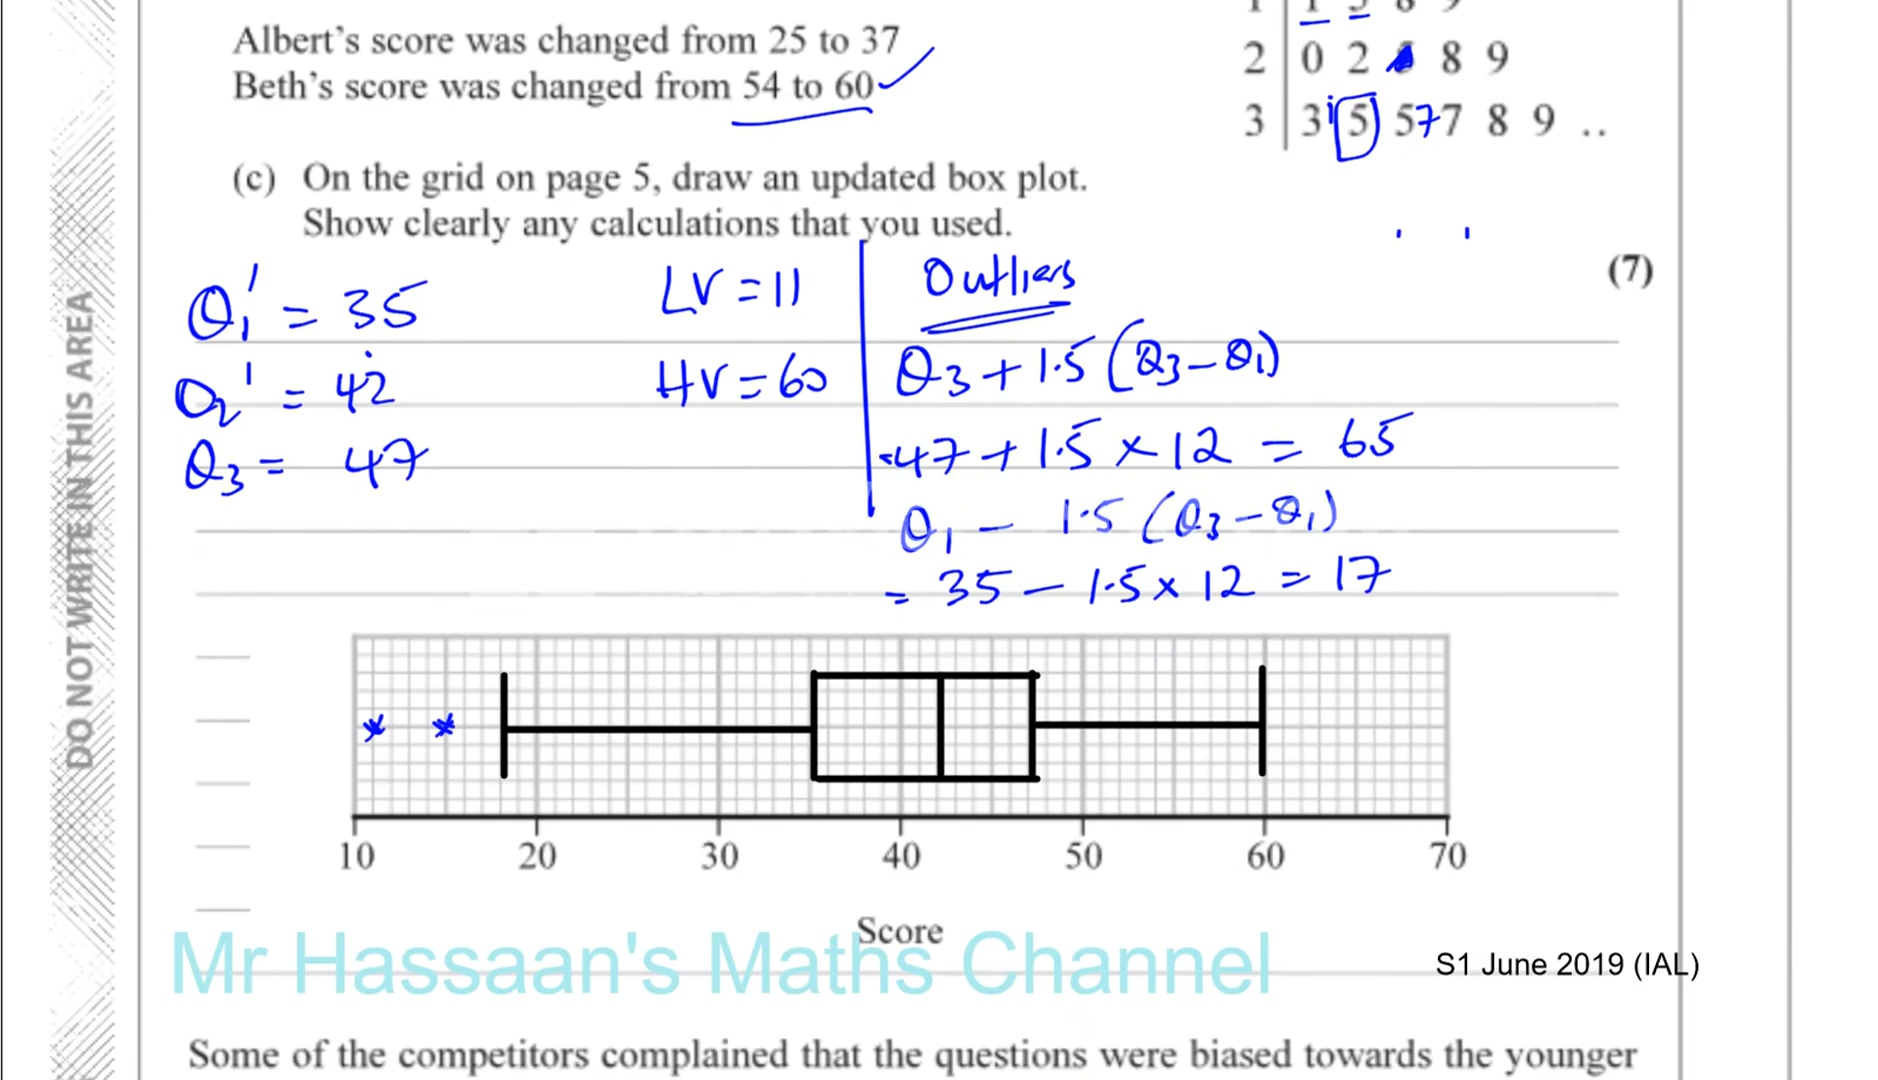 Albert's score was changed from 25 to 37
Beth's score was changed from 54 to 60
2 | 0 2 8 9
3 | 3 5 5 7 7 8 9 ..
(c) On the grid on page 5, draw an updated box plot.
Show clearly any calculations that you used.
(7)
Q₁' = 35
Q₂' = 42
Q₃ = 47
LV = 11
HV = 60
Outliers
Q₃ + 1.5 (Q₃ – Q₁)
47 + 1.5 × 12 = 65
Q₁ – 1.5 (Q₃ – Q₁)
= 35 – 1.5 × 12 = 17
10 20 30 40 50 60 70
Score
Mr Hassaan's Maths Channel
S1 June 2019 (IAL)
Some of the competitors complained that the questions were biased towards the younger
DO NOT WRITE IN THIS AREA